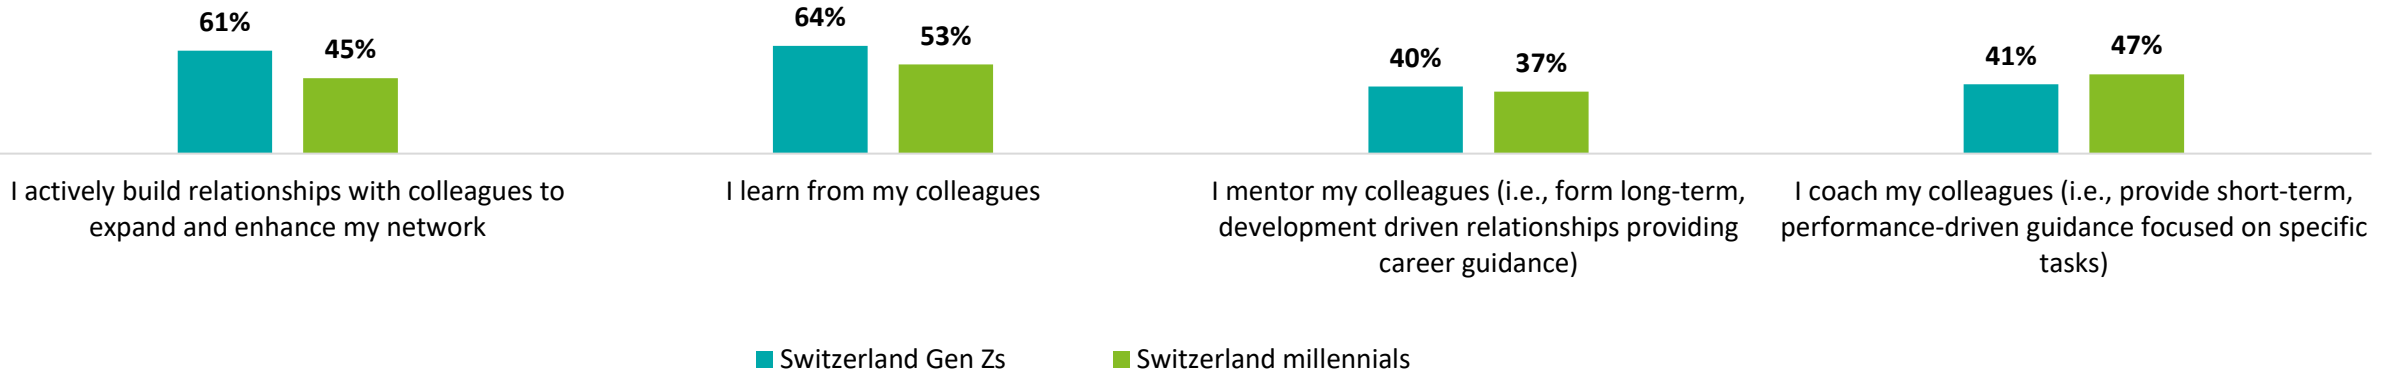 61%
45%
64%
53%
40%
37%
41%
47%
I actively build relationships with colleagues to
expand and enhance my network
I learn from my colleagues
I mentor my colleagues (i.e., form long-term,
development driven relationships providing
career guidance)
I coach my colleagues (i.e., provide short-term,
performance-driven guidance focused on specific
tasks)
Switzerland Gen Zs
Switzerland millennials